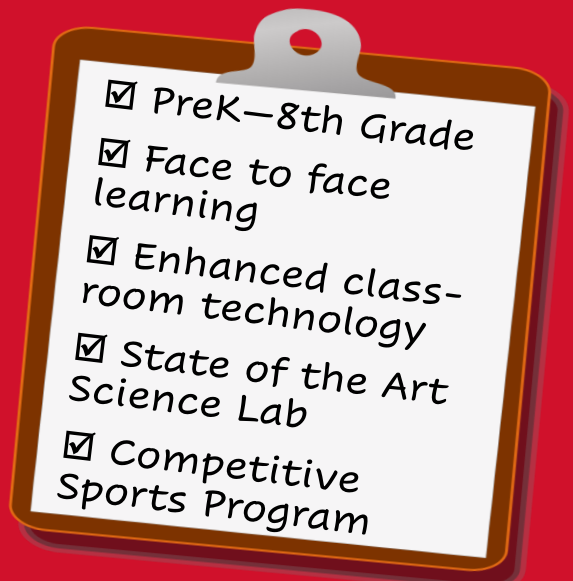 ☑ PreK—8th Grade
☑ Face to face
learning
☑ Enhanced class-
room technology
☑ State of the Art
Science Lab
☑ Competitive
Sports Program